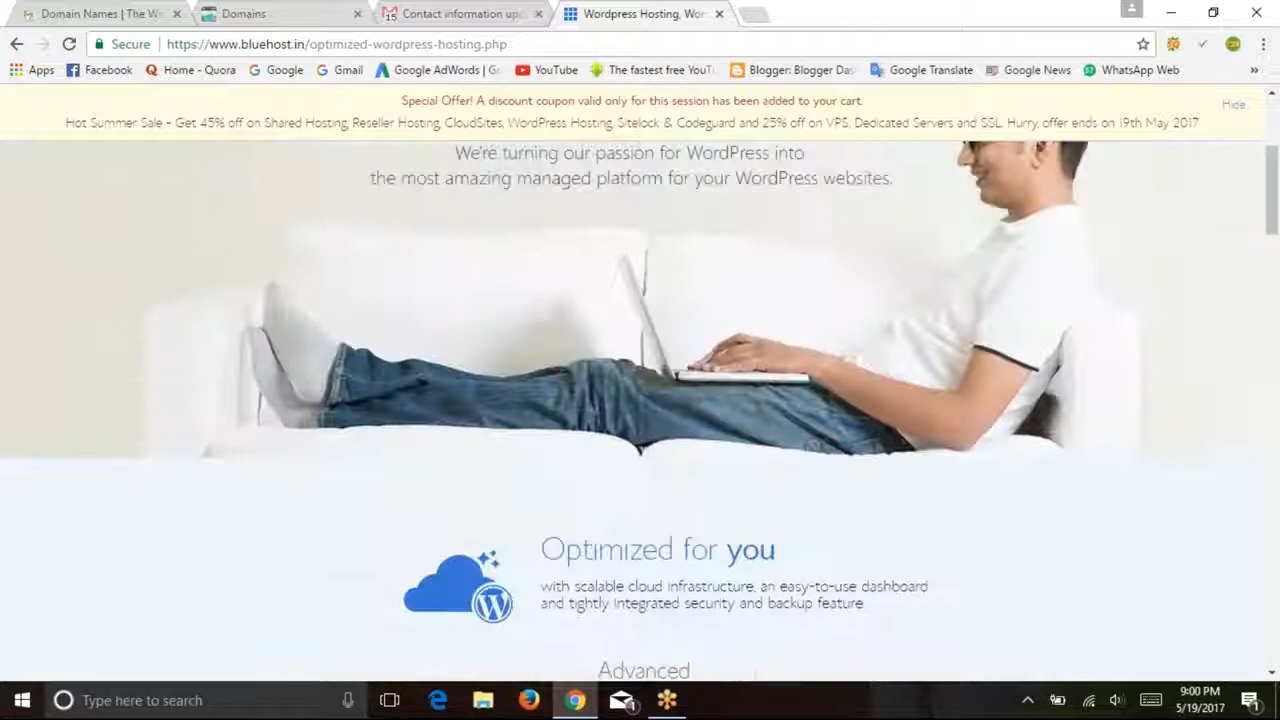 Domain Names | The W
Domains
15
Contact information up
Wordpress Hosting, Wor
Secure
https://www.bluehost.in/optimized-wordpress-hosting.php
Apps
Facebook
Home - Quora
Google
Gmail
Google AdWords | G
YouTube
The fastest free YouT
Blogger: Blogger Das
Google Translate
Google News
WhatsApp Web
»
Special Offer! A discount coupon valid only for this session has been added to your cart.
Hide
Hot Summer Sale - Get 45% off on Shared Hosting, Reseller Hosting, CloudSites, WordPress Hosting, Sitelock & Codeguard and 25% off on VPS, Dedicated Servers and SSL. Hurry, offer ends on 19th May 2017
We're turning our passion for WordPress into
the most amazing managed platform for your WordPress websites.
Optimized for you
with scalable cloud infrastructure, an easy-to-use dashboard
and tightly integrated security and backup feature.
Advanced
Type here to search
1
9:00 PM
5/19/2017
1